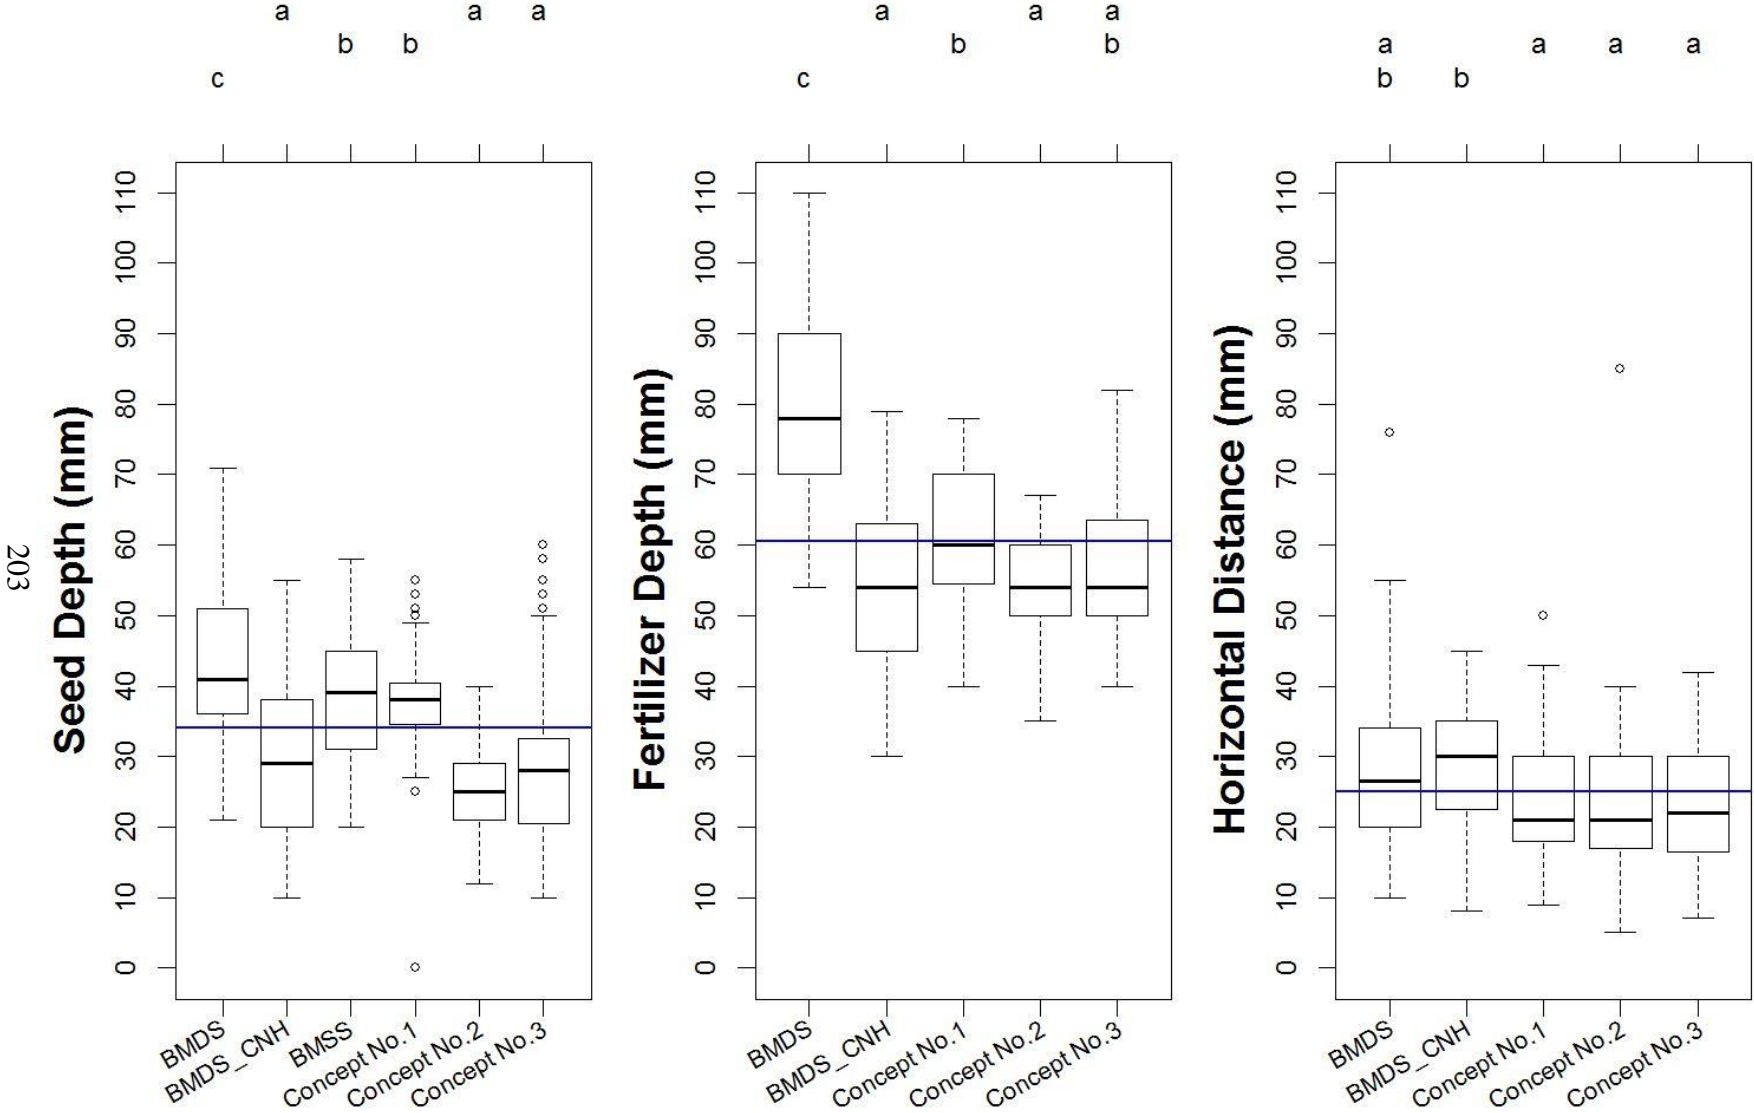 a a a
b b
c
Seed Depth (mm)
110
100
90
80
70
60
50
40
30
20
10
0
BMDS
BMDS_CNH
BMSS
Concept No.1
Concept No.2
Concept No.3
a a a
b b
c
Fertilizer Depth (mm)
110
100
90
80
70
60
50
40
30
20
10
0
BMDS
BMDS_CNH
Concept No.1
Concept No.2
Concept No.3
a a a a
b b
Horizontal Distance (mm)
110
100
90
80
70
60
50
40
30
20
10
0
BMDS
BMDS_CNH
Concept No.1
Concept No.2
Concept No.3
203